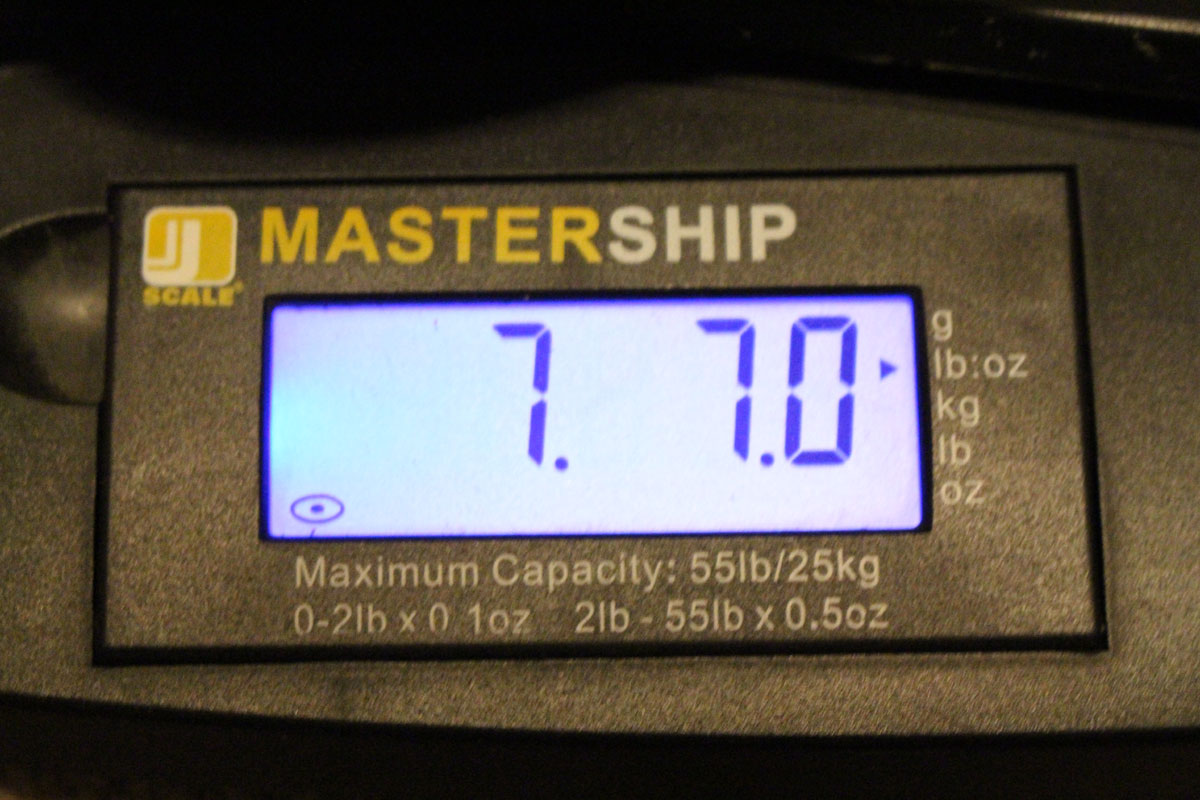 JJ
SCALE®
MASTERSHIP
7. 7.0
g
lb:oz
kg
lb
oz
Maximum Capacity: 55lb/25kg
0-2lb x 0.1oz 2lb - 55lb x 0.5oz